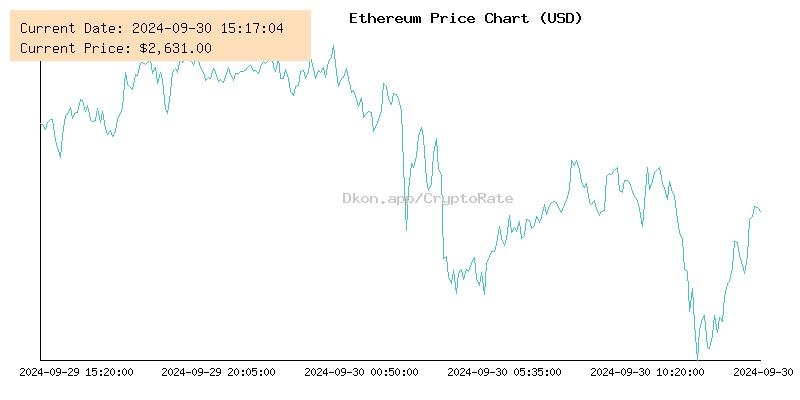 Ethereum Price Chart (USD)
Current Date: 2024-09-30 15:17:04
Current Price: $2,631.00
Dkon.app/CryptoRate
2024-09-29 15:20:00 2024-09-29 20:05:00 2024-09-30 00:50:00 2024-09-30 05:35:00 2024-09-30 10:20:00 2024-09-30